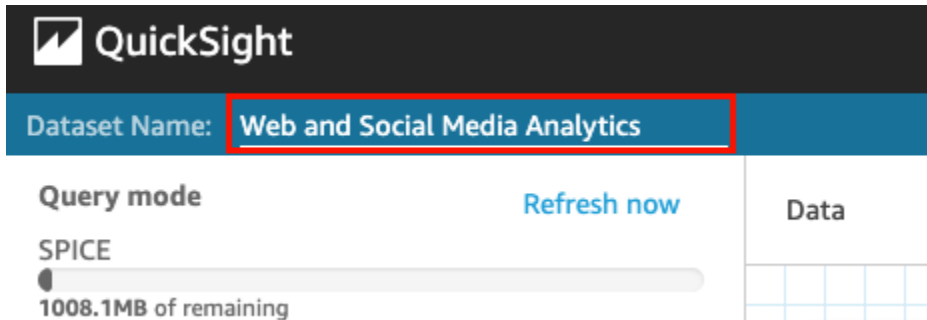 QuickSight
Dataset Name: Web and Social Media Analytics
Query mode
Refresh now
Data
SPICE
1008.1MB of remaining